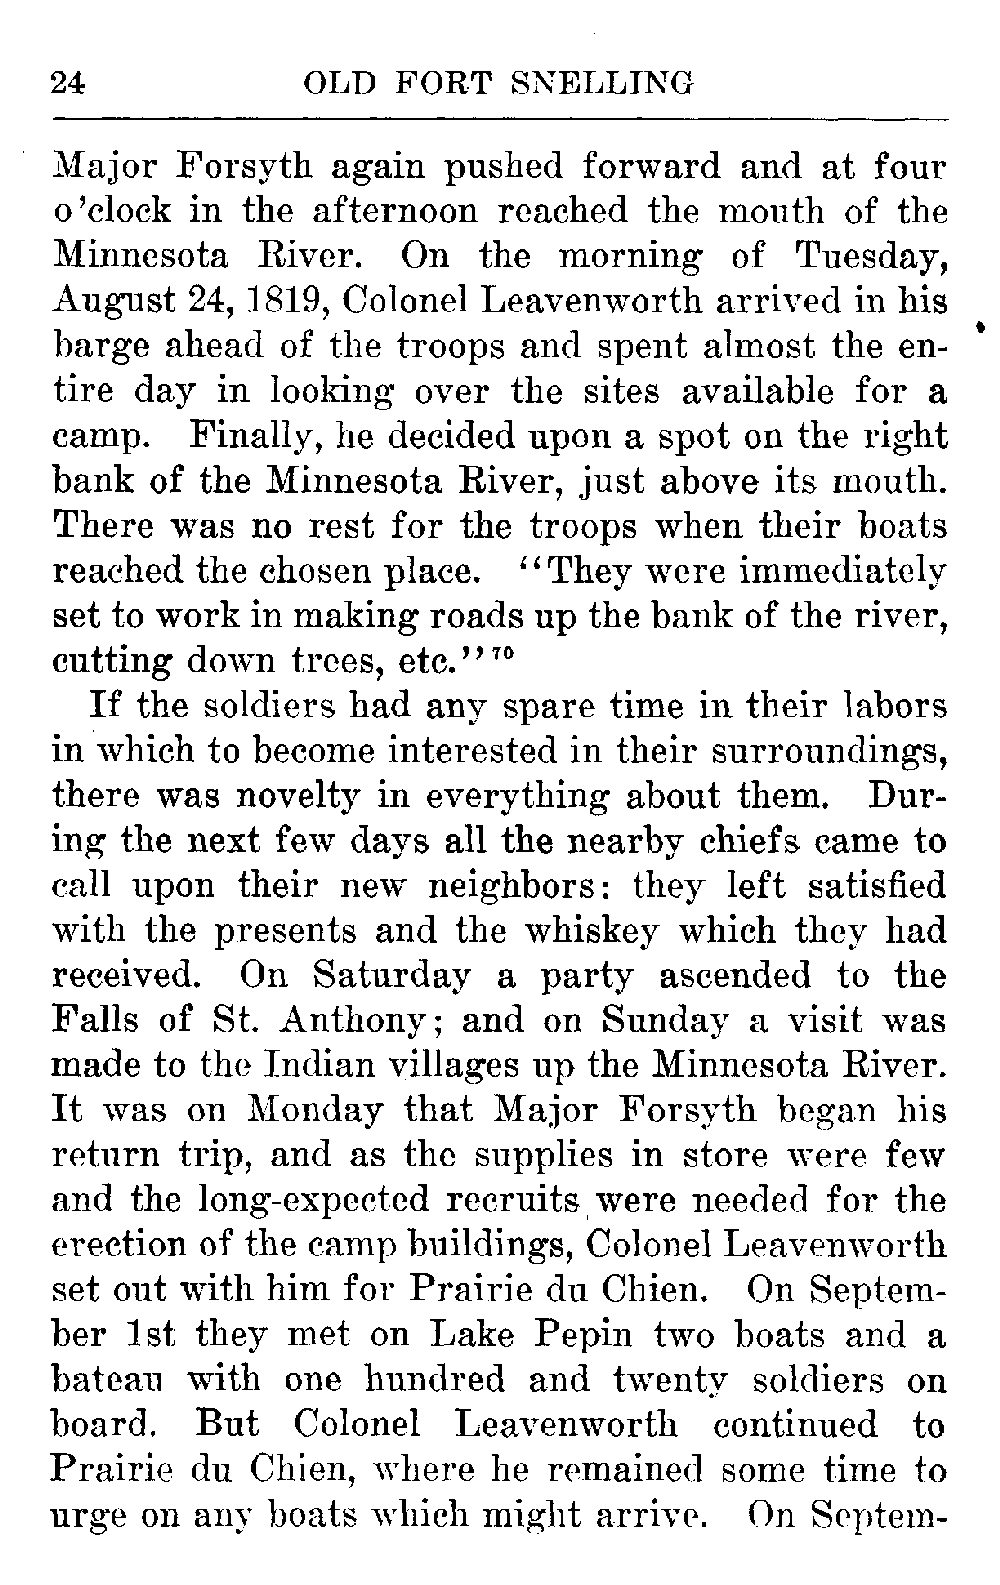 24 OLD FORT SNELLING
Major Forsyth again pushed forward and at four
o'clock in the afternoon reached the mouth of the
Minnesota River. On the morning of Tuesday,
August 24, 1819, Colonel Leavenworth arrived in his
barge ahead of the troops and spent almost the en-
tire day in looking over the sites available for a
camp. Finally, he decided upon a spot on the right
bank of the Minnesota River, just above its mouth.
There was no rest for the troops when their boats
reached the chosen place. "They were immediately
set to work in making roads up the bank of the river,
cutting down trees, etc."70
If the soldiers had any spare time in their labors
in which to become interested in their surroundings,
there was novelty in everything about them. Dur-
ing the next few days all the nearby chiefs came to
call upon their new neighbors: they left satisfied
with the presents and the whiskey which they had
received. On Saturday a party ascended to the
Falls of St. Anthony; and on Sunday a visit was
made to the Indian villages up the Minnesota River.
It was on Monday that Major Forsyth began his
return trip, and as the supplies in store were few
and the long-expected recruits were needed for the
erection of the camp buildings, Colonel Leavenworth
set out with him for Prairie du Chien. On Septem-
ber 1st they met on Lake Pepin two boats and a
bateau with one hundred and twenty soldiers on
board. But Colonel Leavenworth continued to
Prairie du Chien, where he remained some time to
urge on any boats which might arrive. On Septem-